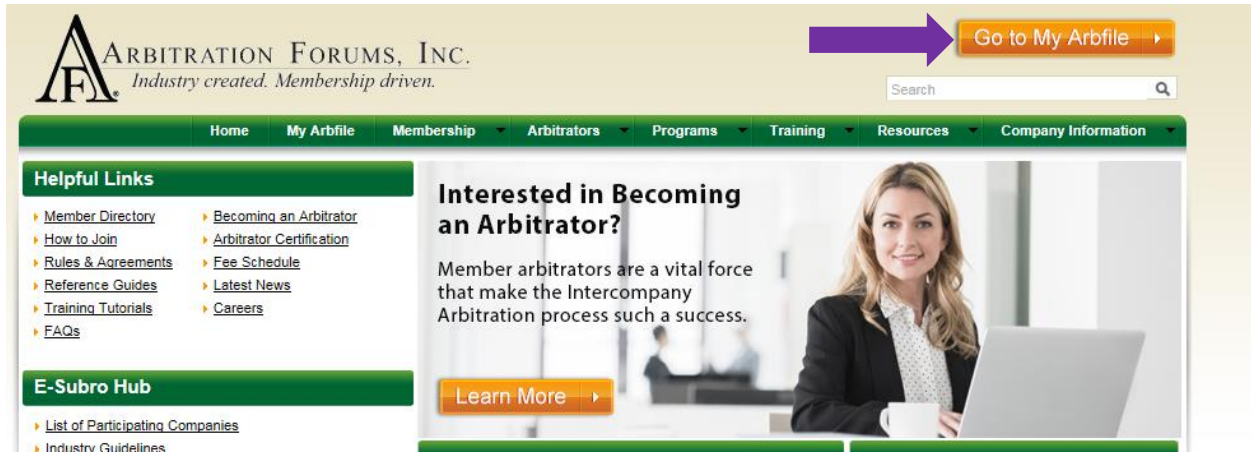 ARBITRATION FORUMS, INC.
Industry created. Membership driven.
Go to My Arbfile
Search
Home My Arbfile Membership Arbitrators Programs Training Resources Company Information
Helpful Links
Member Directory
How to Join
Rules & Agreements
Reference Guides
Training Tutorials
FAQs
Becoming an Arbitrator
Arbitrator Certification
Fee Schedule
Latest News
Careers
Interested in Becoming
an Arbitrator?
Member arbitrators are a vital force
that make the Intercompany
Arbitration process such a success.
Learn More
E-Subro Hub
List of Participating Companies
Industry Guidelines